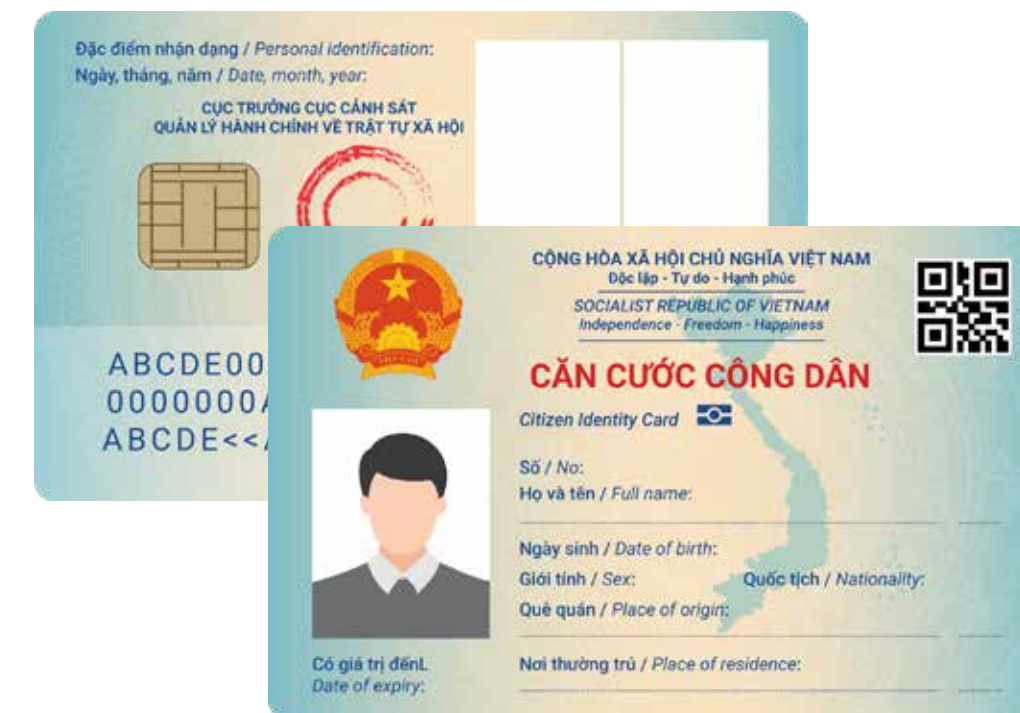 Đặc điểm nhận dạng / Personal identification:
Ngày, tháng, năm / Date, month, year:
CỤC TRƯỞNG CỤC CẢNH SÁT
QUẢN LÝ HÀNH CHÍNH VỀ TRẬT TỰ XÃ HỘI
ABCDE00
0000000A
ABCDE<<A
CỘNG HÒA XÃ HỘI CHỦ NGHĨA VIỆT NAM
Độc lập - Tự do - Hạnh phúc
SOCIALIST REPUBLIC OF VIETNAM
Independence - Freedom - Happiness
CĂN CƯỚC CÔNG DÂN
Citizen Identity Card
Số / No:
Họ và tên / Full name:
Ngày sinh / Date of birth:
Giới tính / Sex: Quốc tịch / Nationality:
Quê quán / Place of origin:
Có giá trị đếnL
Date of expiry:
Nơi thường trú / Place of residence: